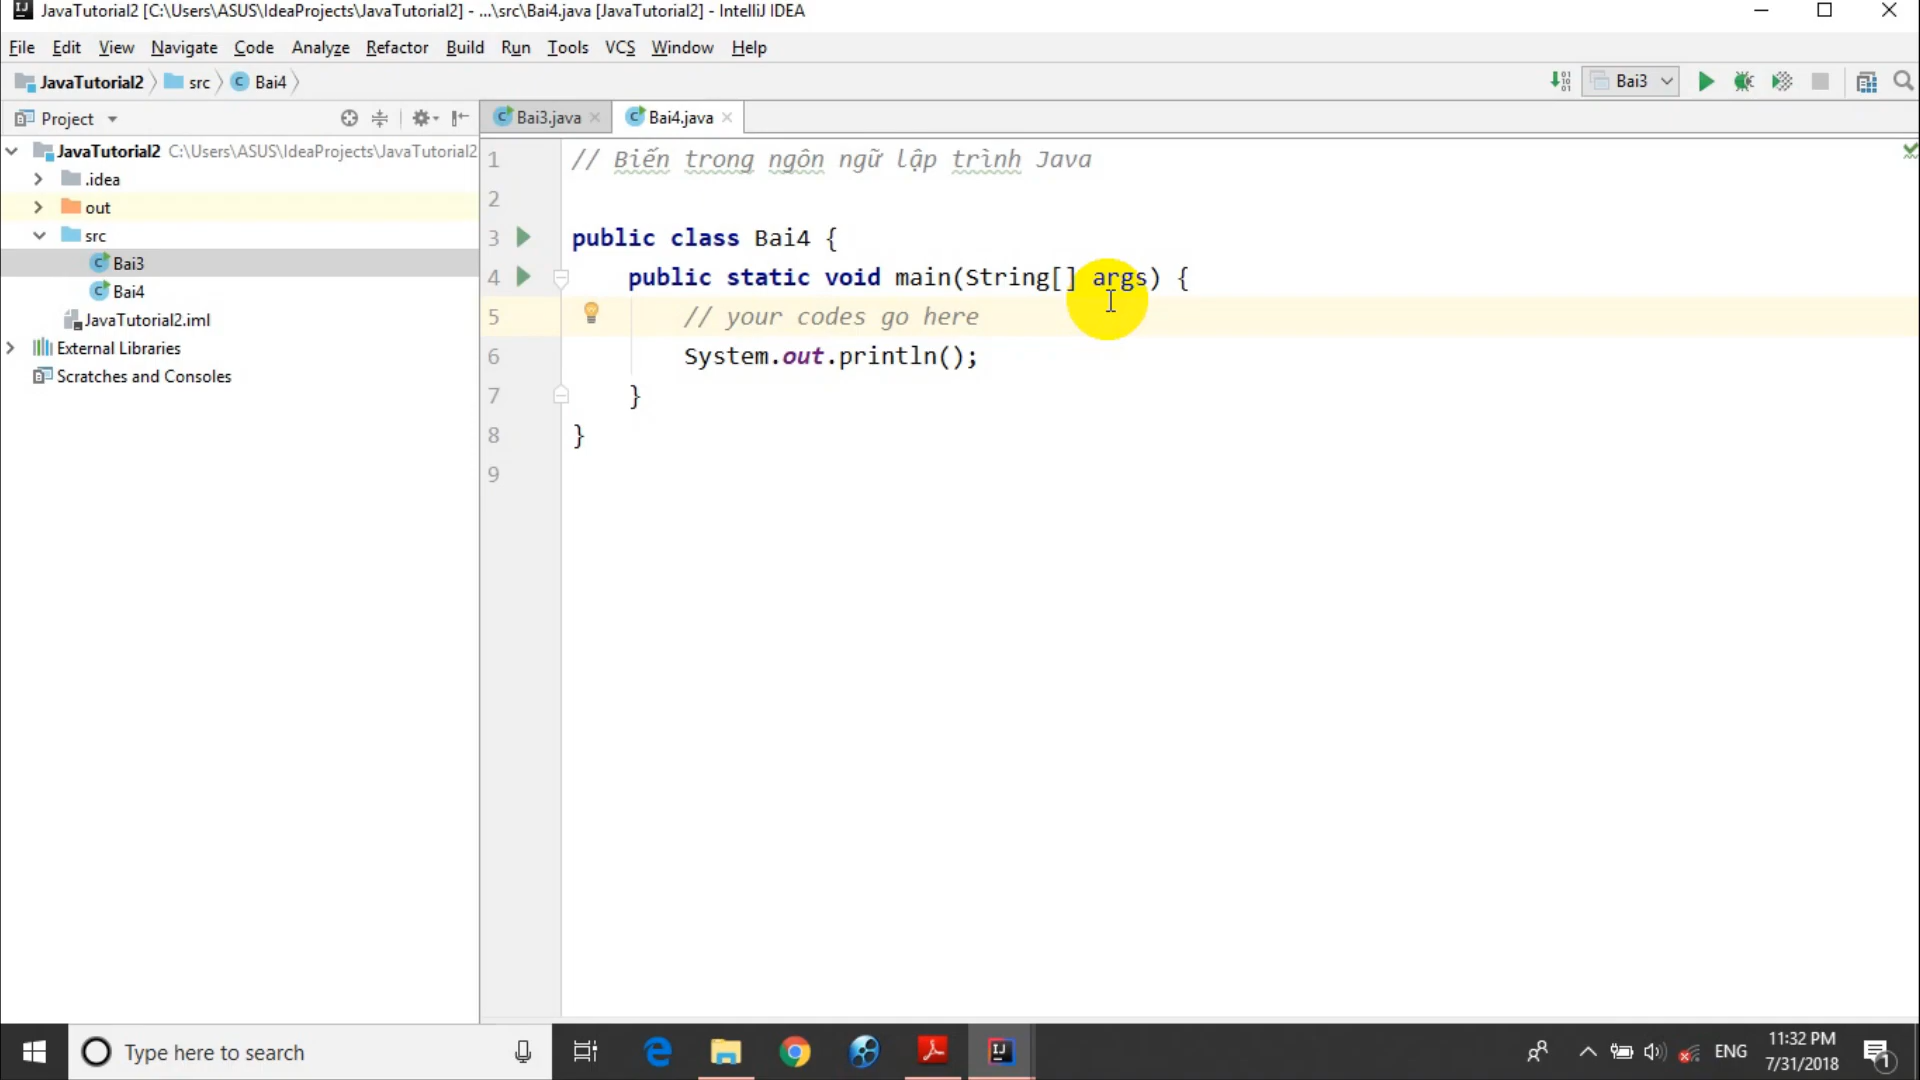 JavaTutorial2 [C:\Users\ASUS\IdeaProjects\JavaTutorial2] - ...\src\Bai4.java [JavaTutorial2] - IntelliJ IDEA
File Edit View Navigate Code Analyze Refactor Build Run Tools VCS Window Help
JavaTutorial2 src Bai4 Bai3
Project
Bai3.java Bai4.java
JavaTutorial2 C:\Users\ASUS\IdeaProjects\JavaTutorial2
.idea
out
src
Bai3
Bai4
JavaTutorial2.iml
External Libraries
Scratches and Consoles
1 // Biến trong ngôn ngữ lập trình Java
2
3 public class Bai4 {
4 public static void main(String[] args) {
5 // your codes go here
6 System.out.println();
7 }
8 }
9
Type here to search
ENG
11:32 PM
7/31/2018
1